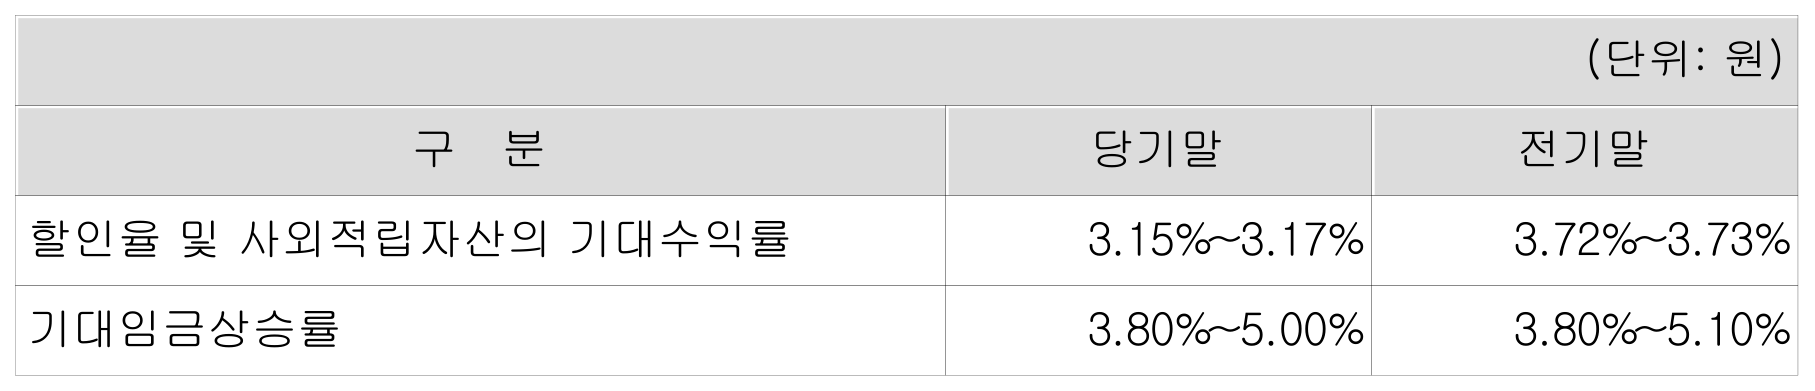 (단위: 원)
구 분 당기말 전기말
할인율 및 사외적립자산의 기대수익률 3.15%~3.17% 3.72%~3.73%
기대임금상승률 3.80%~5.00% 3.80%~5.10%